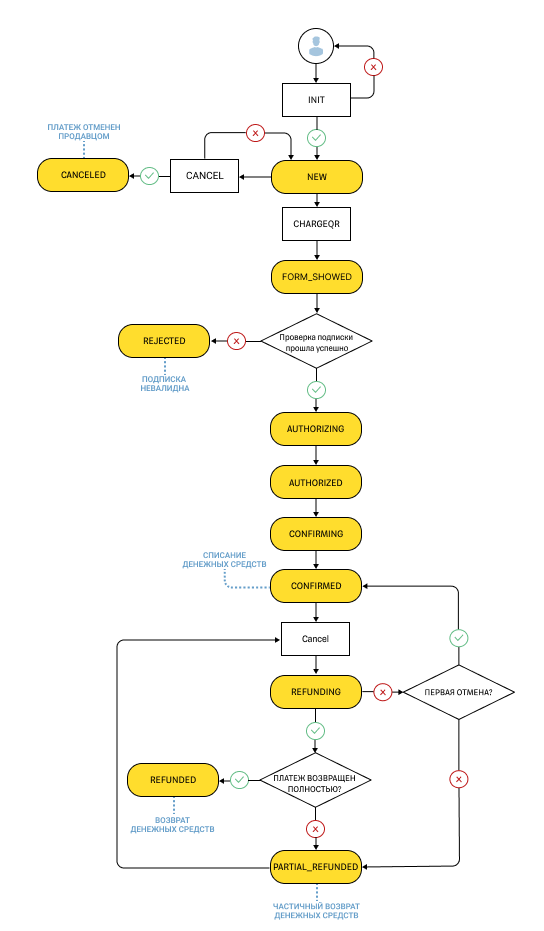 INIT
ПЛАТЕЖ ОТМЕНЕН
ПРОДАВЦОМ
CANCELED
CANCEL
NEW
CHARGEQR
FORM_SHOWED
Проверка подписки
прошла успешно
REJECTED
ПОДПИСКА
НЕВАЛИДНА
AUTHORIZING
AUTHORIZED
CONFIRMING
СПИСАНИЕ
ДЕНЕЖНЫХ СРЕДСТВ
CONFIRMED
Cancel
REFUNDING
ПЕРВАЯ ОТМЕНА?
REFUNDED
ПЛАТЕЖ ВОЗВРАЩЕН
ПОЛНОСТЬЮ?
ВОЗВРАТ
ДЕНЕЖНЫХ СРЕДСТВ
PARTIAL_REFUNDED
ЧАСТИЧНЫЙ ВОЗВРАТ
ДЕНЕЖНЫХ СРЕДСТВ